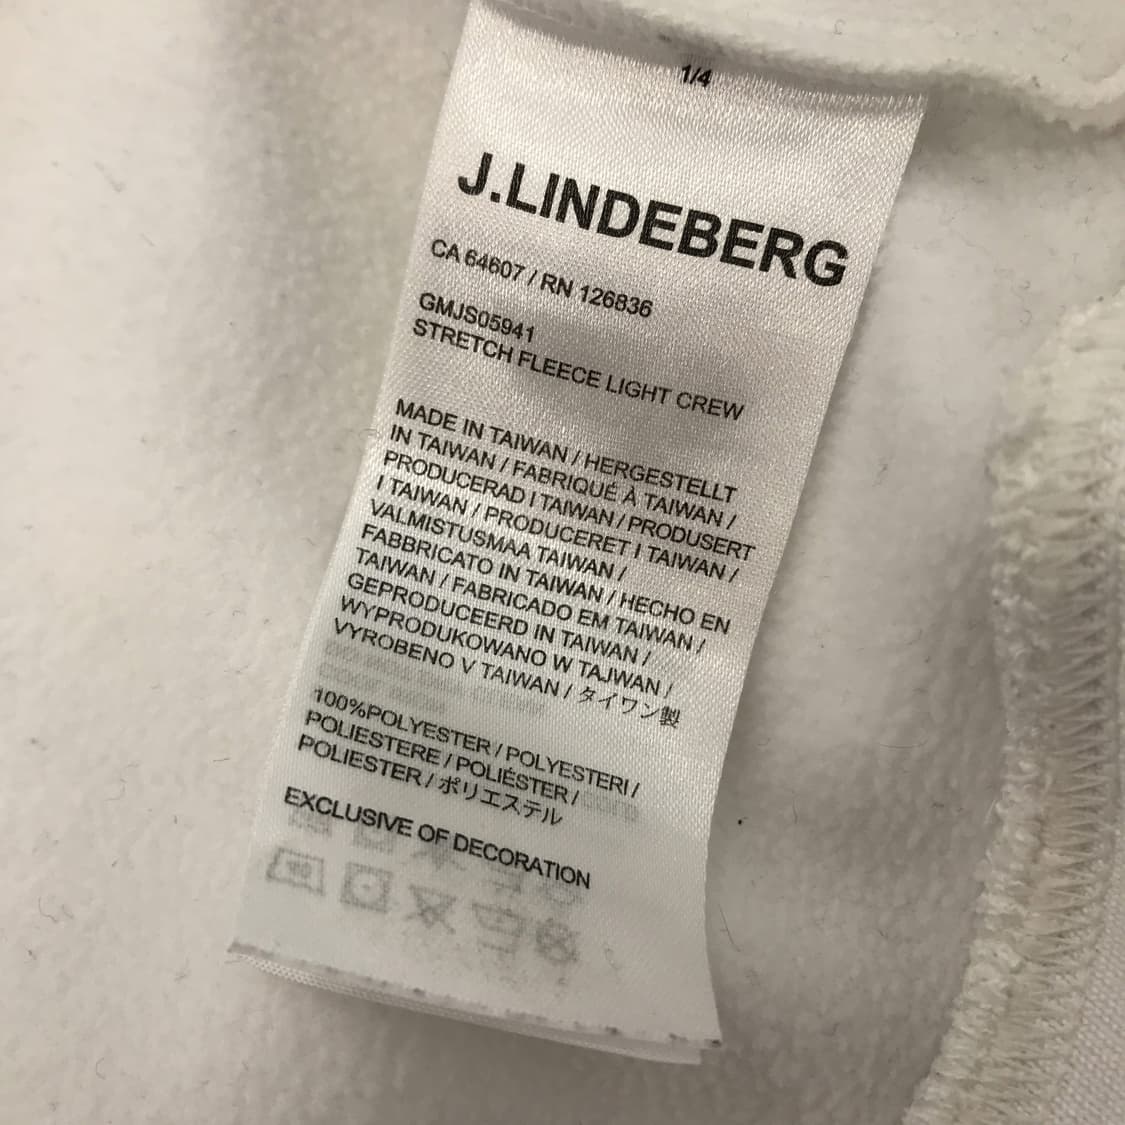 1/4
J.LINDEBERG
CA 64607 / RN 126836
GMJS05941
STRETCH FLEECE LIGHT CREW
MADE IN TAIWAN / HERGESTELLT
IN TAIWAN / FABRIQUÉ À TAIWAN /
PRODUCERAD I TAIWAN / PRODUSERT
I TAIWAN / PRODUCERET I TAIWAN /
VALMISTUSMAA TAIWAN /
FABBRICATO IN TAIWAN / HECHO EN
TAIWAN / FABRICADO EM TAIWAN /
GEPRODUCEERD IN TAIWAN /
WYPRODUKOWANO W TAJWAN /
VYROBENO V TAIWAN / タイワン製
100%POLYESTER / POLYESTERI /
POLIESTERE / POLIÉSTER /
POLIESTER / ポリエステル
EXCLUSIVE OF DECORATION